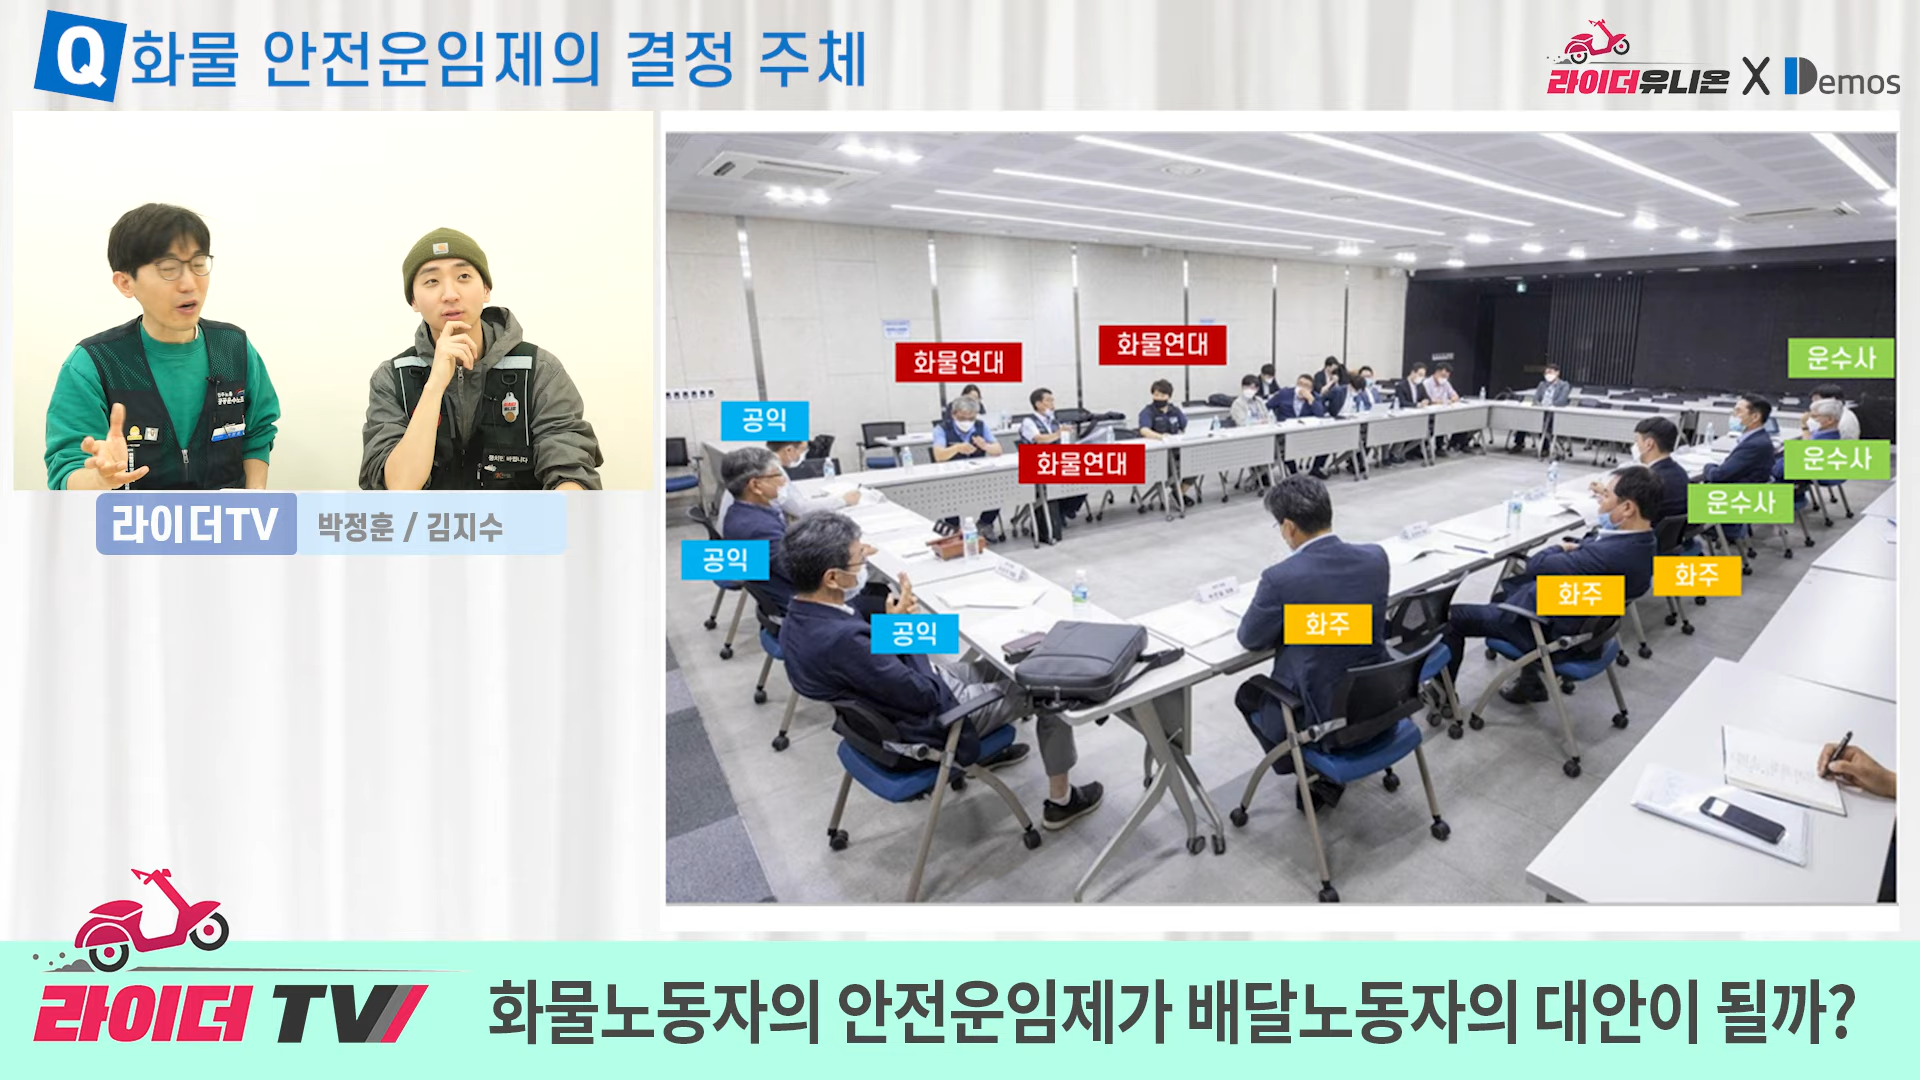 Q 화물 안전운임제의 결정 주체
라이더유니온 X Demos
화물연대
화물연대
운수사
공익
화물연대
운수사
운수사
공익
화주
화주
화주
공익
라이더TV 박정훈 / 김지수
라이더 TV
화물노동자의 안전운임제가 배달노동자의 대안이 될까?